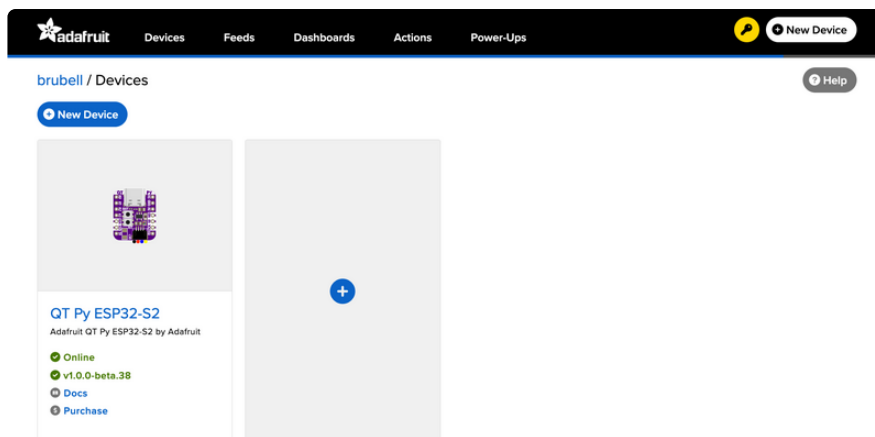 adafruit Devices Feeds Dashboards Actions Power-Ups New Device
brubell / Devices
Help
New Device
QT Py ESP32-S2
Adafruit QT Py ESP32-S2 by Adafruit
Online
v1.0.0-beta.38
Docs
Purchase